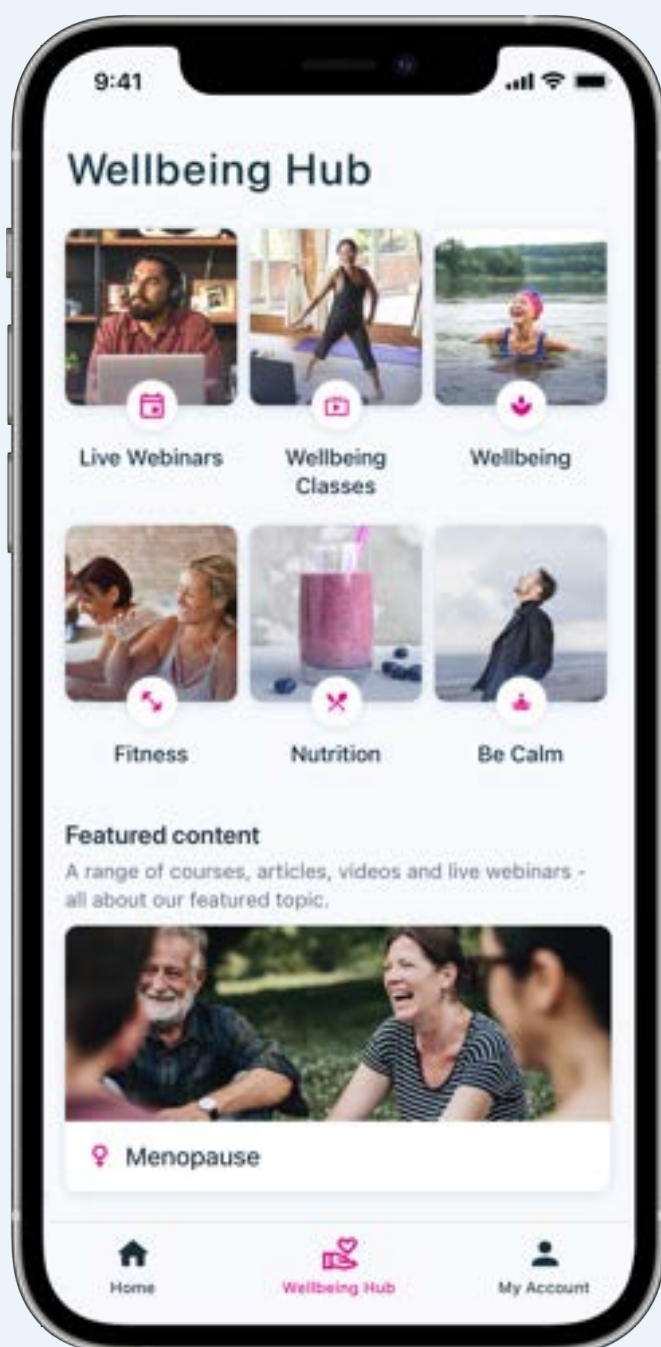 9:41
Wellbeing Hub
Live Webinars
Wellbeing
Classes
Wellbeing
Fitness
Nutrition
Be Calm
Featured content
A range of courses, articles, videos and live webinars -
all about our featured topic.
Menopause
Home
Wellbeing Hub
My Account